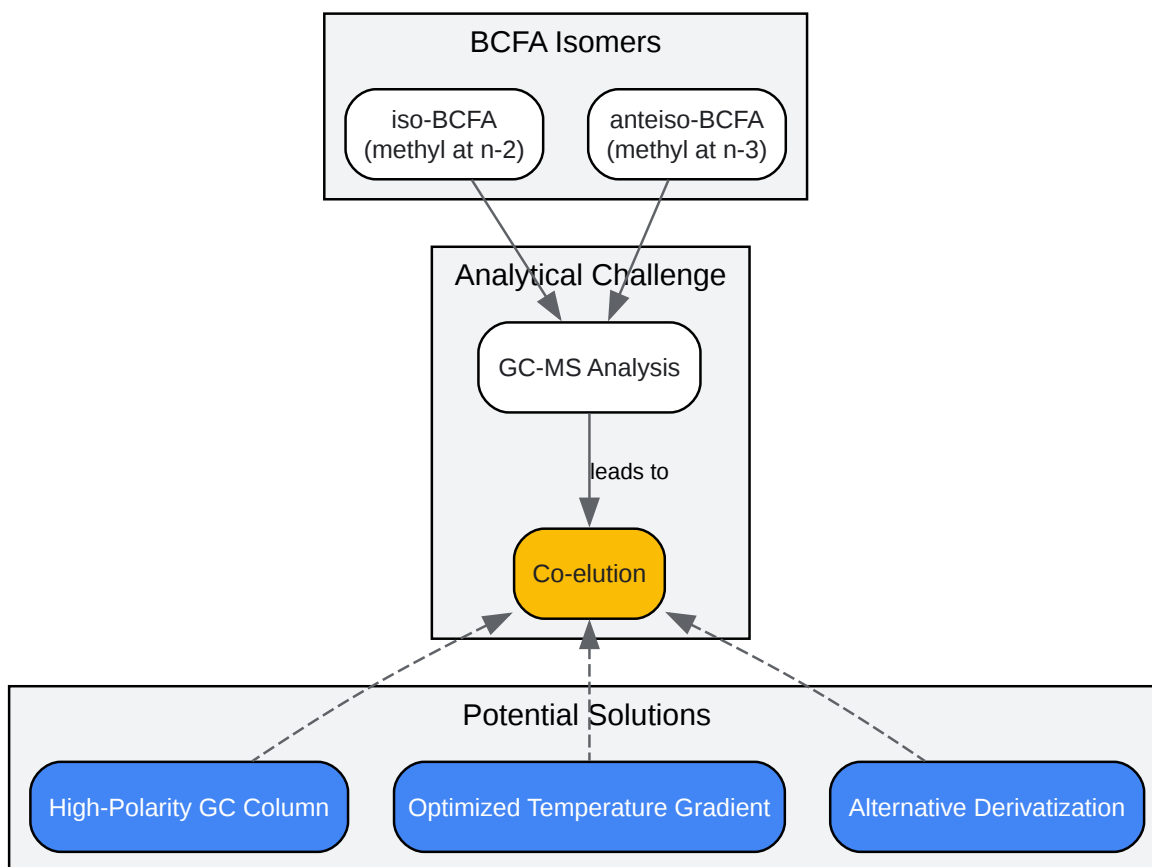 BCFA Isomers
iso-BCFA
(methyl at n-2)
anteiso-BCFA
(methyl at n-3)
Analytical Challenge
GC-MS Analysis
leads to
Co-elution
Potential Solutions
High-Polarity GC Column
Optimized Temperature Gradient
Alternative Derivatization